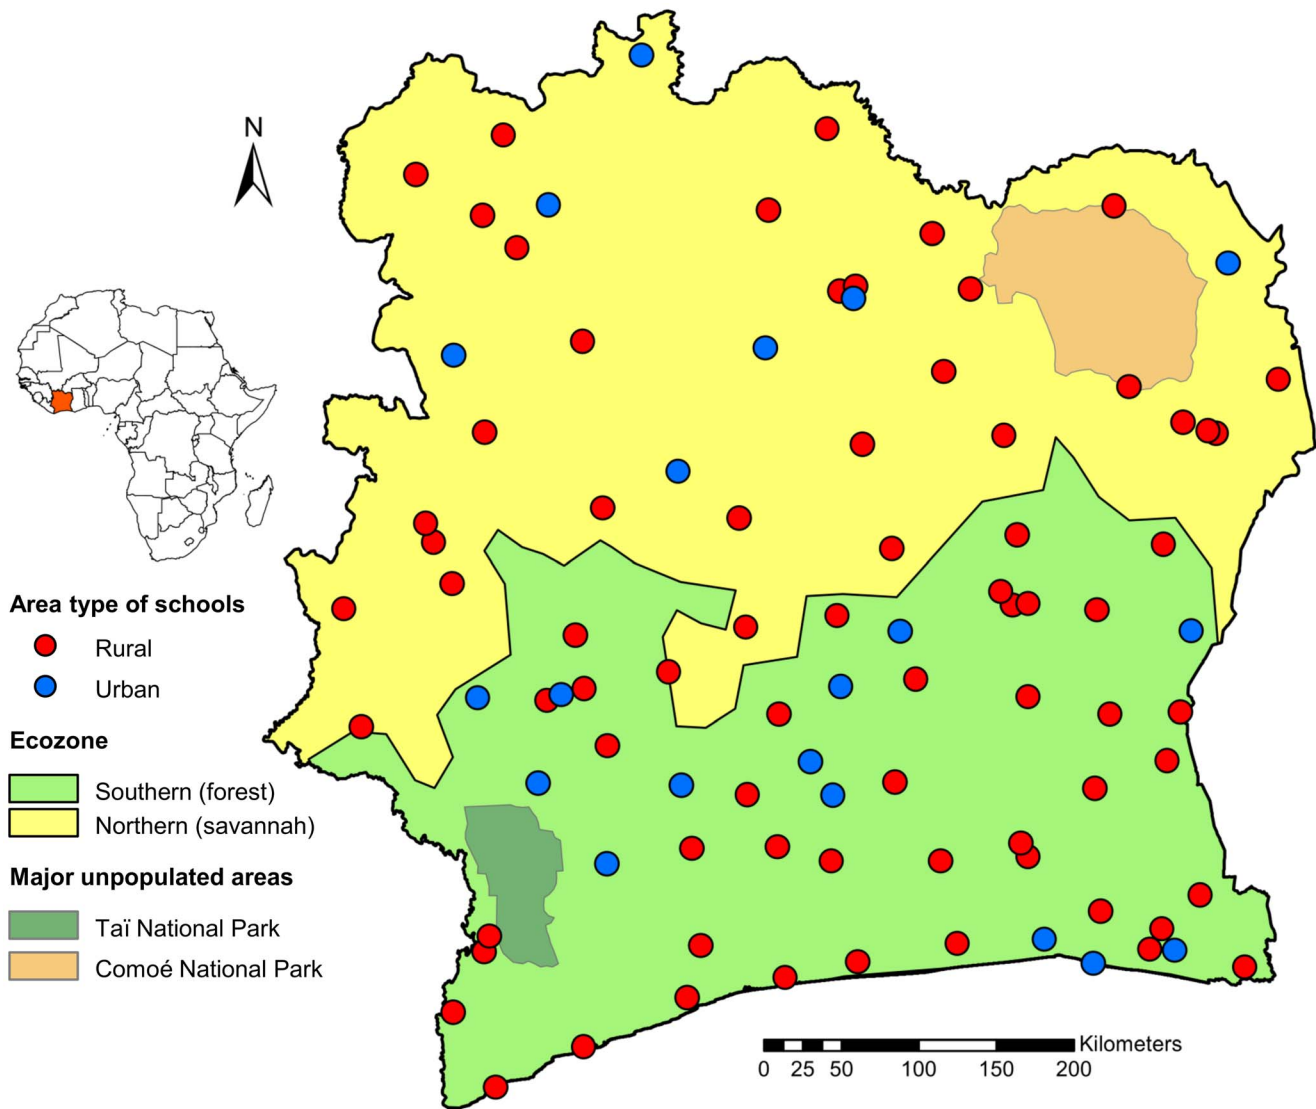 N
Area type of schools
Rural
Urban
Ecozone
Southern (forest)
Northern (savannah)
Major unpopulated areas
Taï National Park
Comoé National Park
Kilometers
0 25 50 100 150 200